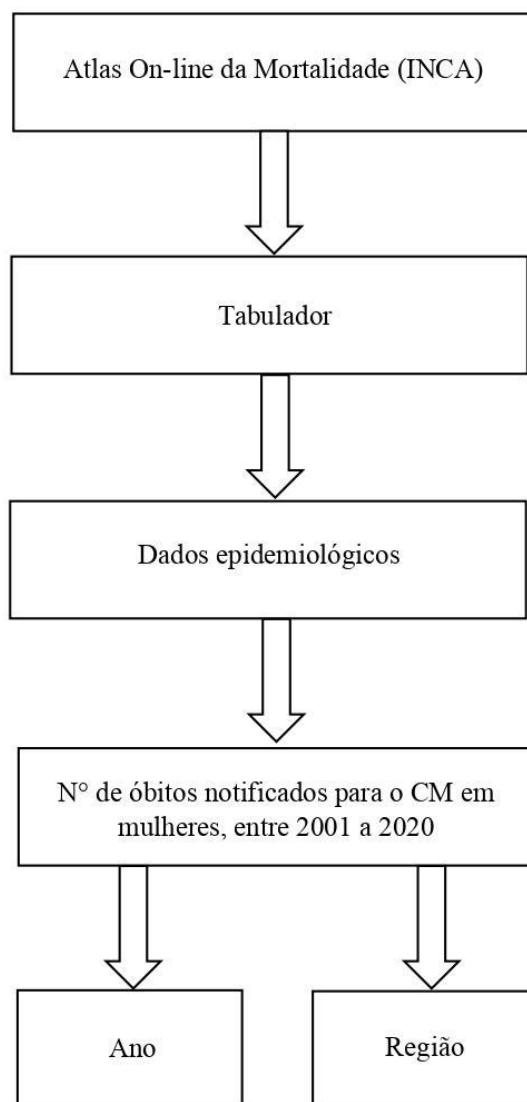 Atlas On-line da Mortalidade (INCA)
Tabulador
Dados epidemiológicos
N° de óbitos notificados para o CM em
mulheres, entre 2001 a 2020
Ano
Região